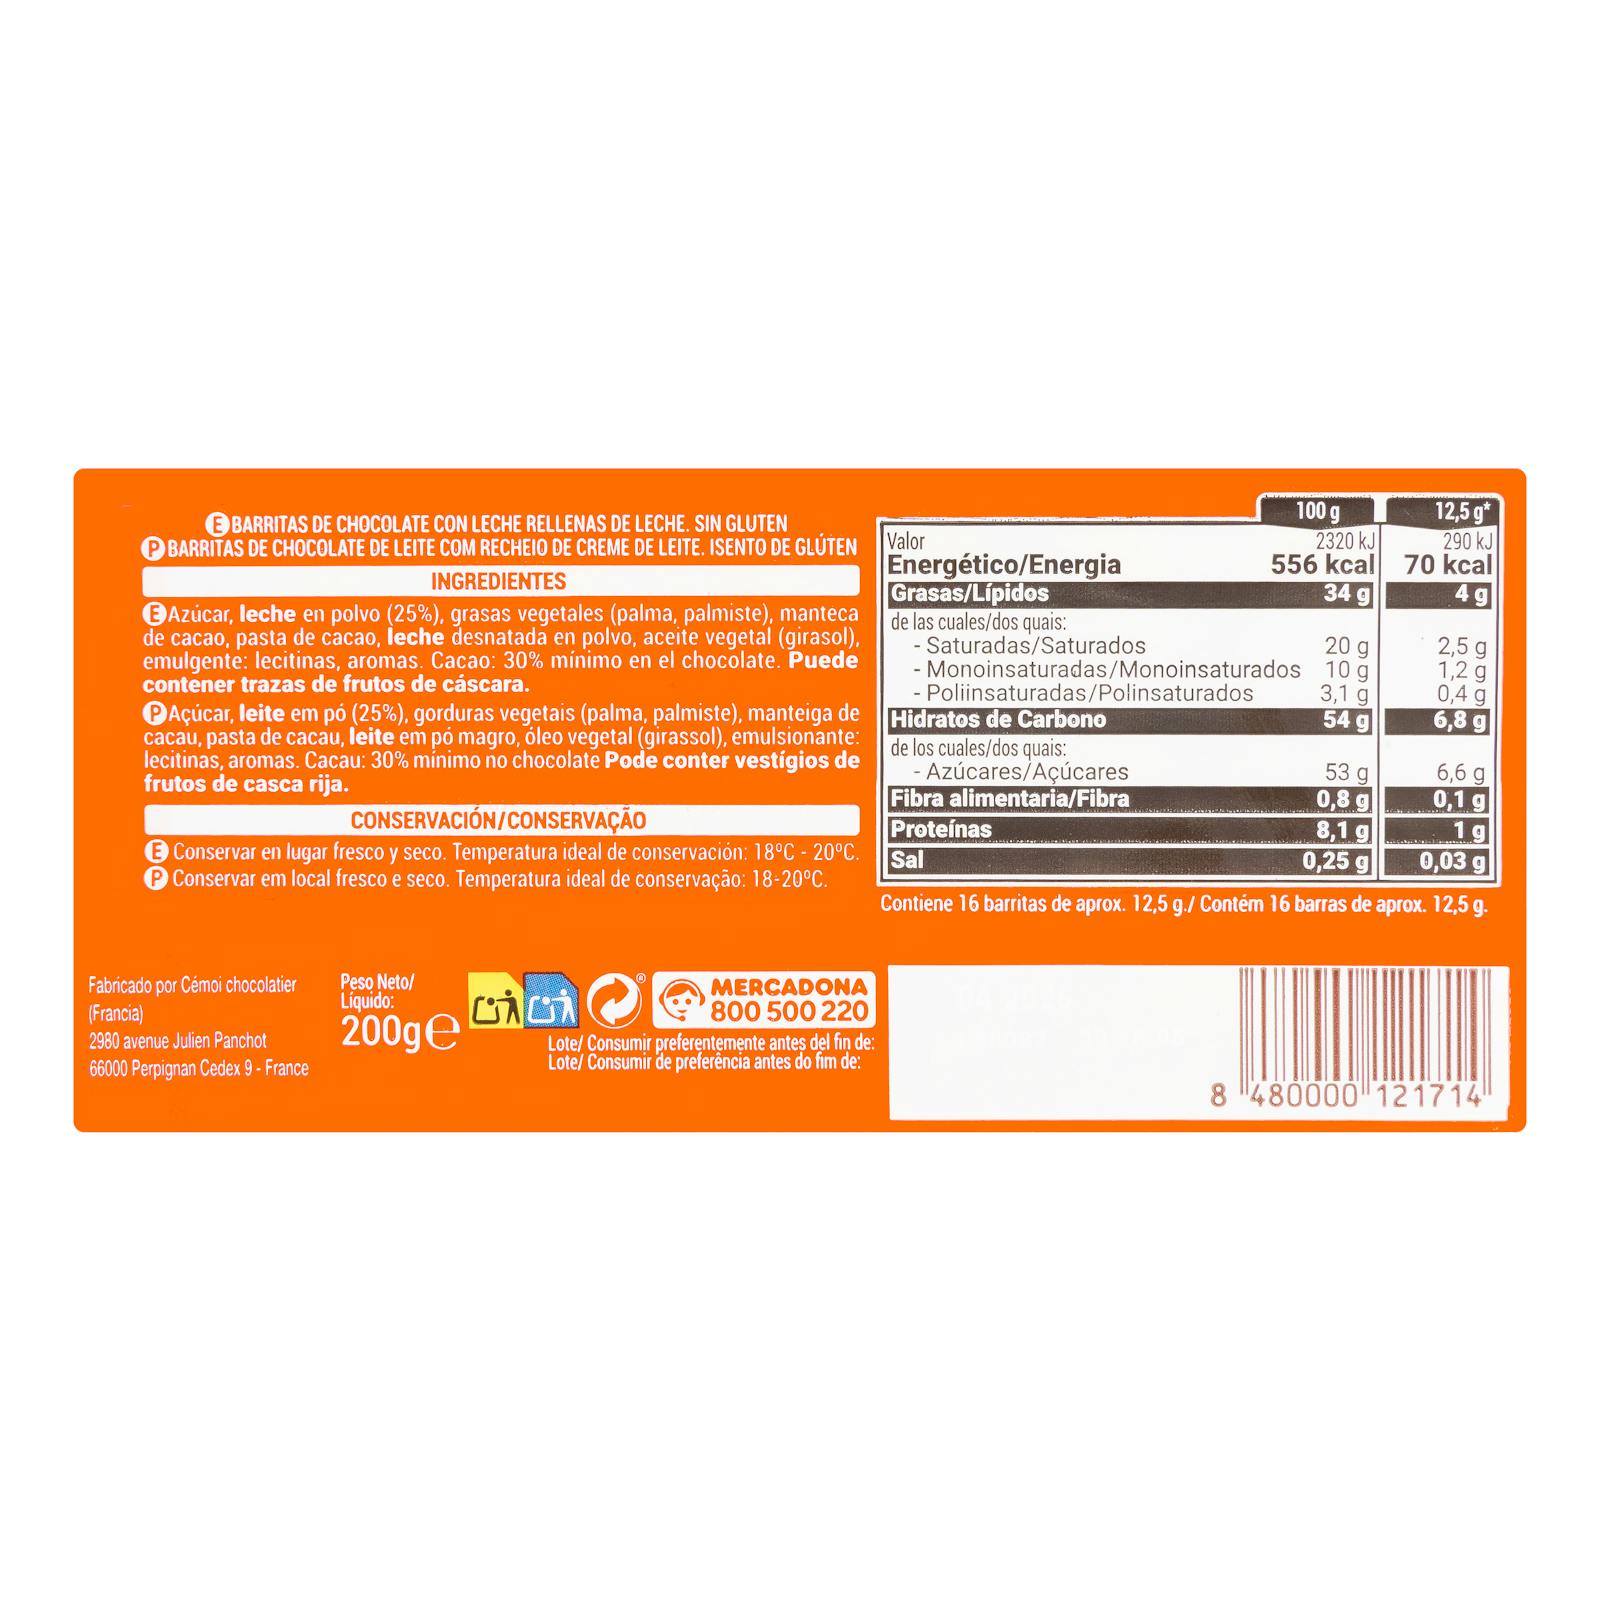 E BARRITAS DE CHOCOLATE CON LECHE RELLENAS DE LECHE. SIN GLUTEN
P BARRITAS DE CHOCOLATE DE LEITE COM RECHEIO DE CREME DE LEITE. ISENTO DE GLÚTEN
INGREDIENTES
E Azúcar, leche en polvo (25%), grasas vegetales (palma, palmiste), manteca
de cacao, pasta de cacao, leche desnatada en polvo, aceite vegetal (girasol),
emulgente: lecitinas, aromas. Cacao: 30% mínimo en el chocolate. Puede
contener trazas de frutos de cáscara.
P Açúcar, leite em pó (25%), gorduras vegetais (palma, palmiste), manteiga de
cacau, pasta de cacau, leite em pó magro, óleo vegetal (girassol), emulsionante:
lecitinas, aromas. Cacau: 30% mínimo no chocolate Pode conter vestígios de
frutos de casca rija.
CONSERVACIÓN/CONSERVAÇÃO
E Conservar en lugar fresco y seco. Temperatura ideal de conservación: 18ºC - 20ºC.
P Conservar em local fresco e seco. Temperatura ideal de conservação: 18-20ºC.
100 g 12,5 g*
Valor 2320 kJ 290 kJ
Energético/Energia 556 kcal 70 kcal
Grasas/Lípidos 34 g 4 g
de las cuales/dos quais:
- Saturadas/Saturados 20 g 2,5 g
- Monoinsaturadas/Monoinsaturados 10 g 1,2 g
- Poliinsaturadas/Polinsaturados 3,1 g 0,4 g
Hidratos de Carbono 54 g 6,8 g
de los cuales/dos quais:
- Azúcares/Açúcares 53 g 6,6 g
Fibra alimentaria/Fibra 0,8 g 0,1 g
Proteínas 8,1 g 1 g
Sal 0,25 g 0,03 g
Contiene 16 barritas de aprox. 12,5 g./ Contém 16 barras de aprox. 12,5 g.
Fabricado por Cémoi chocolatier
(Francia)
2980 avenue Julien Panchot
66000 Perpignan Cedex 9 - France
Peso Neto/
Líquido:
200g e
MERCADONA
800 500 220
Lote/ Consumir preferentemente antes del fin de:
Lote/ Consumir de preferência antes do fim de:
8 480000 121714